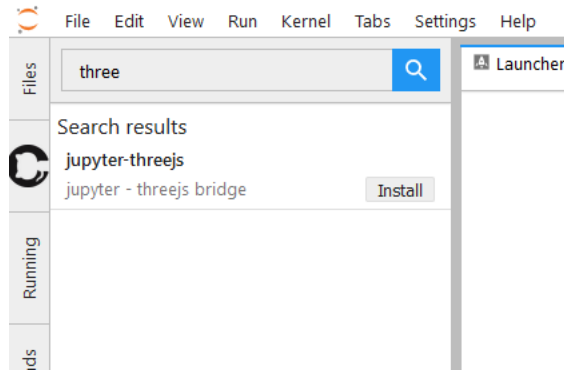 File Edit View Run Kernel Tabs Settings Help
Files
Running
three
Search results
jupyter-threejs
jupyter - threejs bridge
Install
Launcher